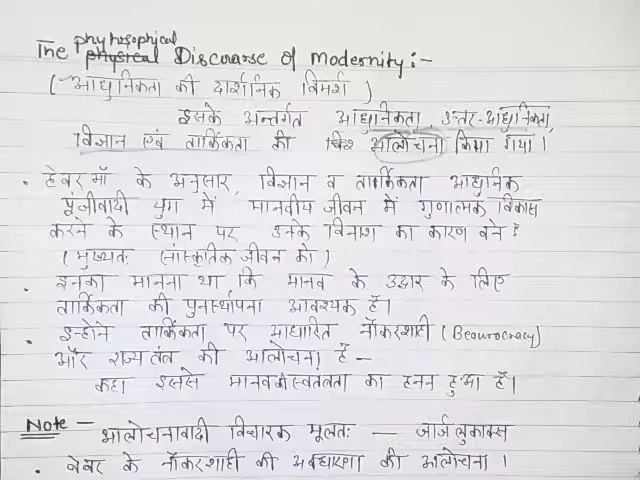 The phylosophical Discourse of Modernity:-
(आधुनिकता की दार्शनिक विमर्श)
इसके अन्तर्गत आधुनिकता, उत्तर-आधुनिकता,
विज्ञान एवं तार्किकता की आलोचना किया गया।
• हेबर मॉ के अनुसार, विज्ञान व तार्किकता आधुनिक
पूंजीवादी युग में मानवीय जीवन में गुणात्मक विकास
करने के स्थान पर उनके विनाश का कारण बने
(मुख्यतः सांस्कृतिक जीवन को)
• इनका मानना था कि मानव के उद्धार के लिए
तार्किकता की पुनर्स्थापना आवश्यक है।
• इन्होने तार्किकता पर आधारित नौकरशाही (Beaurocracy)
और राज्यतंत्र की आलोचना है –
कहा इससे मानव की स्वतंत्रता का हनन हुआ है।
Note – आलोचनावादी विचारक मूलतः – जार्ज लुकाक्स
• वेबर के नौकरशाही की अवधारणा की आलोचना।